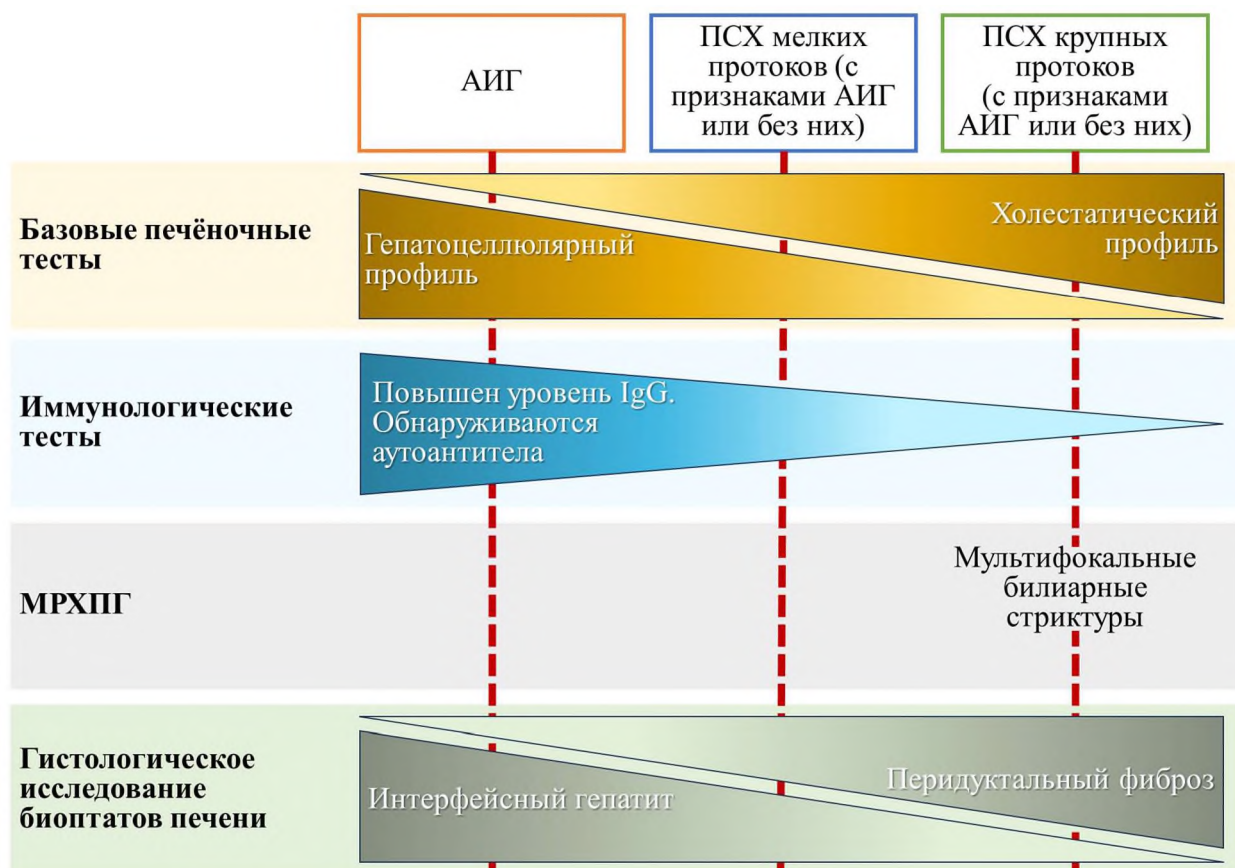 АИГ
ПСХ мелких
протоков (с
признаками АИГ
или без них)
ПСХ крупных
протоков
(с признаками
АИГ или без них)
Базовые печёночные
тесты
Гепатоцеллюлярный
профиль
Холестатический
профиль
Иммунологические
тесты
Повышен уровень IgG.
Обнаруживаются
аутоантитела
МРХПГ
Мультифокальные
билиарные
стриктуры
Гистологическое
исследование
биоптатов печени
Интерфейсный гепатит
Перидуктальный фиброз